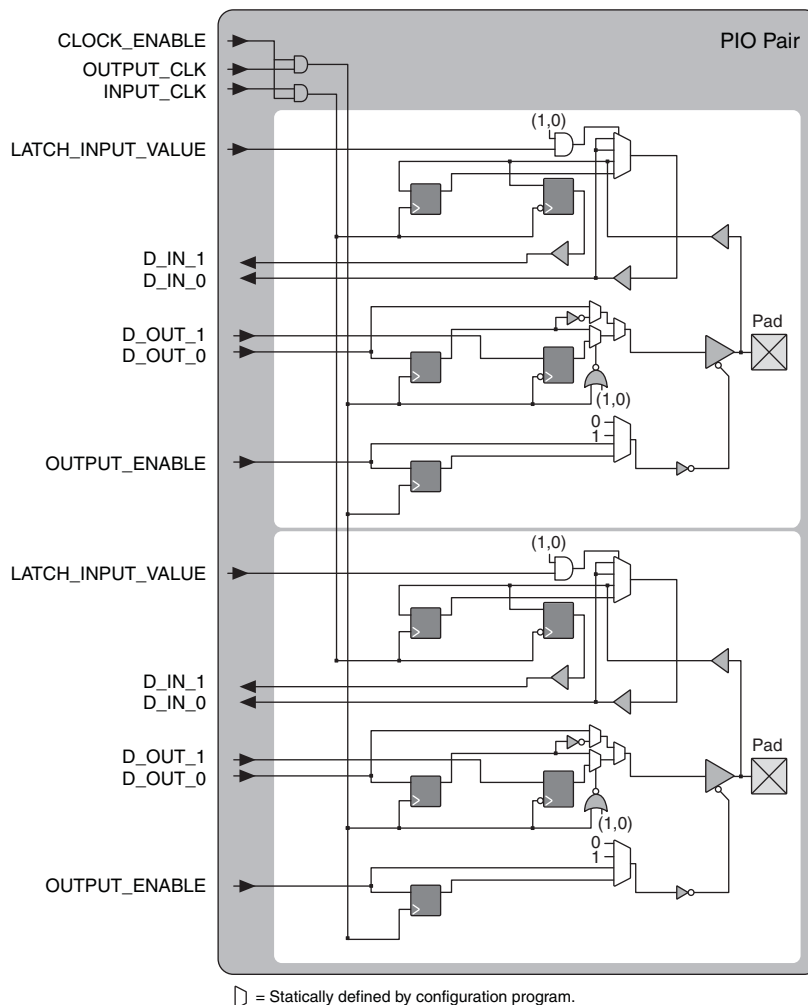 PIO Pair
CLOCK_ENABLE
OUTPUT_CLK
INPUT_CLK
(1,0)
LATCH_INPUT_VALUE
D_IN_1
D_IN_0
Pad
D_OUT_1
D_OUT_0
(1,0)
0
1
OUTPUT_ENABLE
(1,0)
LATCH_INPUT_VALUE
D_IN_1
D_IN_0
Pad
D_OUT_1
D_OUT_0
(1,0)
0
1
OUTPUT_ENABLE
= Statically defined by configuration program.